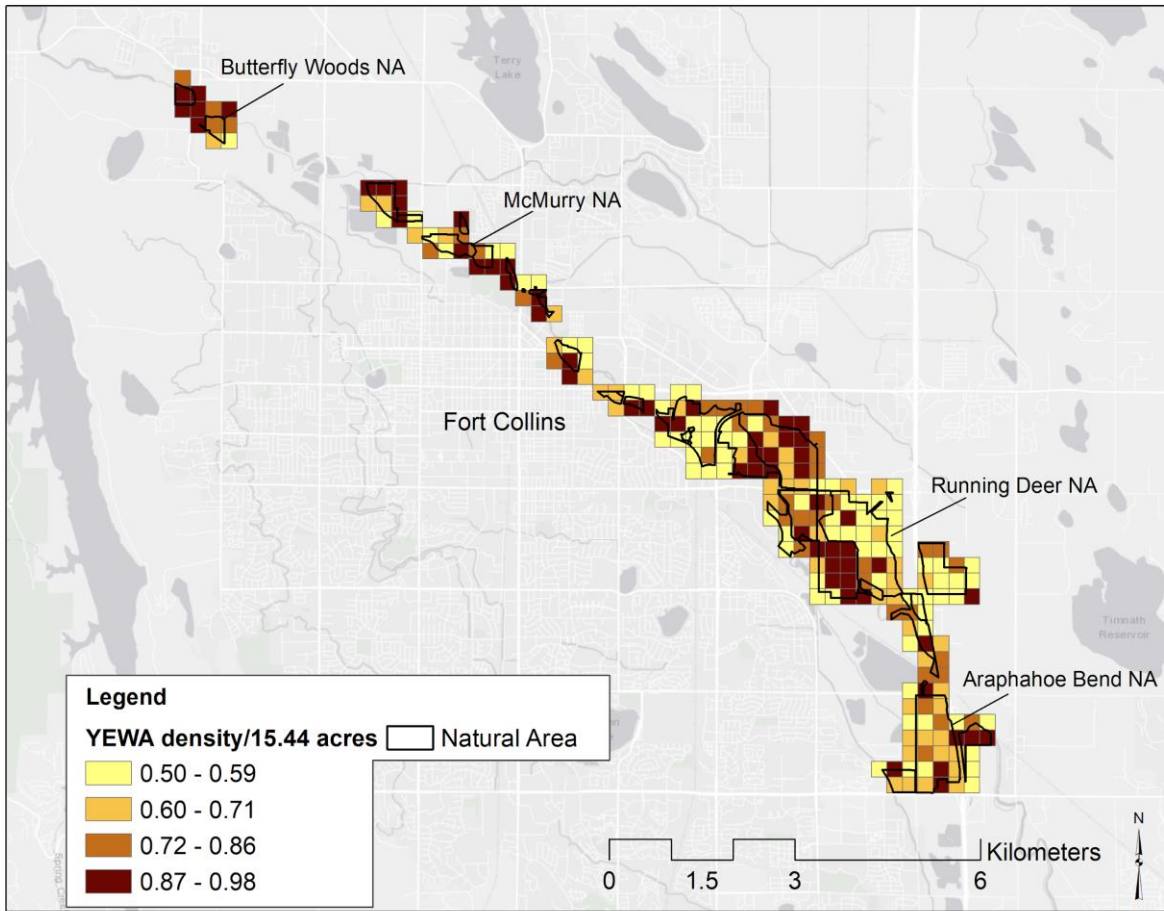 Terry
Lake
Butterfly Woods NA
McMurry NA
Fort Collins
Running Deer NA
Timnath
Reservoir
Araphahoe Bend NA
Legend
YEWA density/15.44 acres
Natural Area
0.50 - 0.59
0.60 - 0.71
0.72 - 0.86
0.87 - 0.98
N
Kilometers
0 1.5 3 6